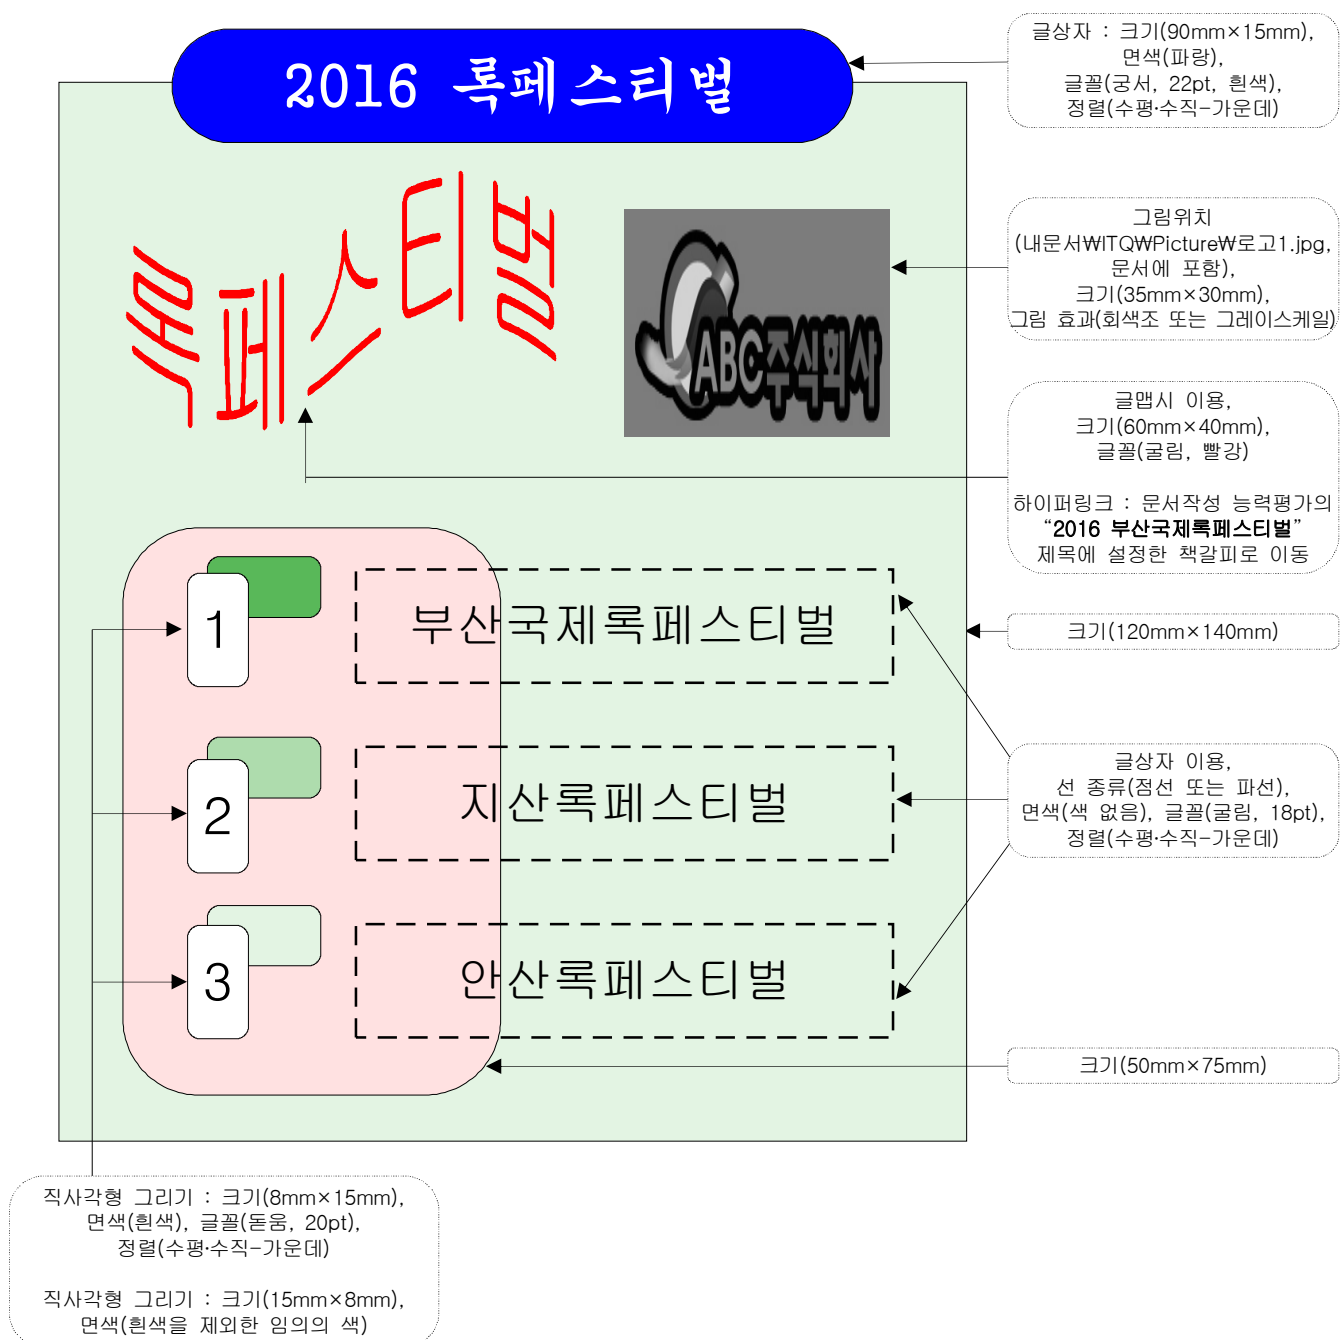 2016 록페스티벌
글상자 : 크기(90mm×15mm),
면색(파랑),
글꼴(궁서, 22pt, 흰색),
정렬(수평·수직-가운데)
록페스티벌
ABC주식회사
그림위치
(내문서₩ITQ₩Picture₩로고1.jpg,
문서에 포함),
크기(35mm×30mm),
그림 효과(회색조 또는 그레이스케일)
글맵시 이용,
크기(60mm×40mm),
글꼴(굴림, 빨강)
하이퍼링크 : 문서작성 능력평가의
“2016 부산국제록페스티벌”
제목에 설정한 책갈피로 이동
1
부산국제록페스티벌
크기(120mm×140mm)
2
지산록페스티벌
글상자 이용,
선 종류(점선 또는 파선),
면색(색 없음), 글꼴(굴림, 18pt),
정렬(수평·수직-가운데)
3
안산록페스티벌
크기(50mm×75mm)
직사각형 그리기 : 크기(8mm×15mm),
면색(흰색), 글꼴(돋움, 20pt),
정렬(수평·수직-가운데)
직사각형 그리기 : 크기(15mm×8mm),
면색(흰색을 제외한 임의의 색)